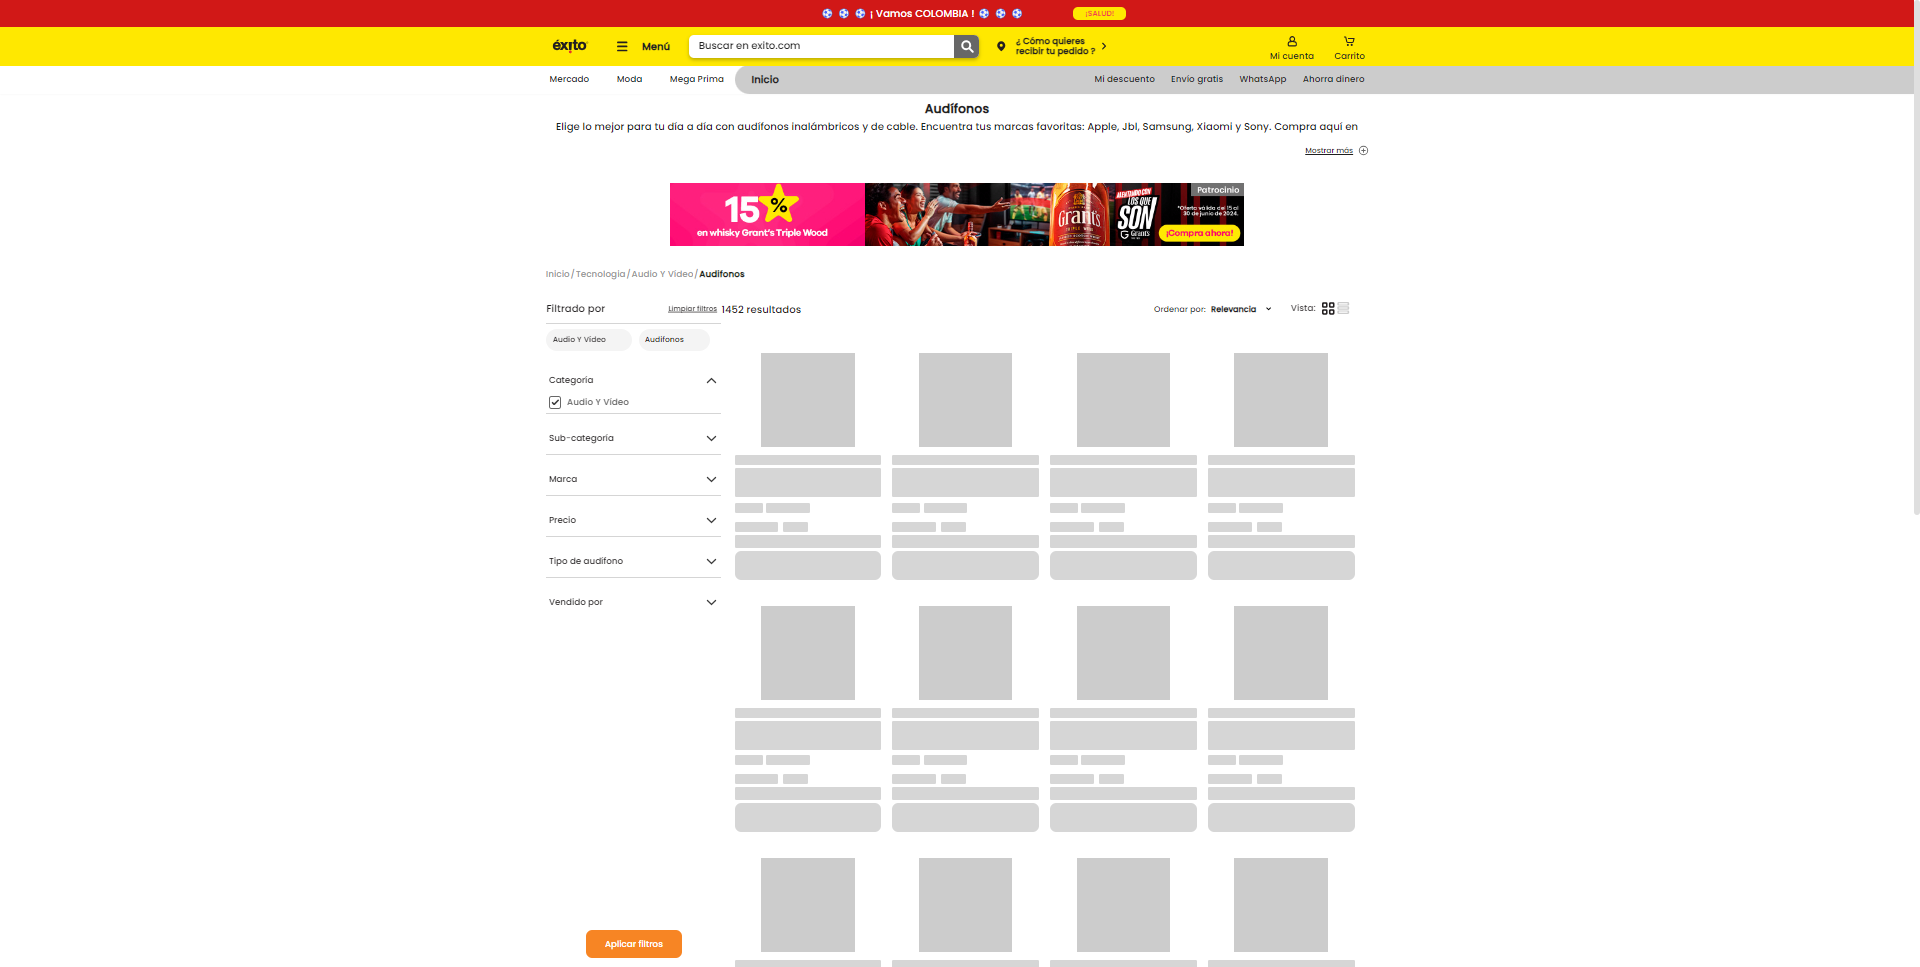 ¡ Vamos COLOMBIA !
¡SALUD!
éxito
Menú
Buscar en exito.com
¿ Cómo quieres
recibir tu pedido ?
Mi cuenta
Carrito
Mercado
Moda
Mega Prima
Inicio
Mi descuento
Envío gratis
WhatsApp
Ahorra dinero
Audífonos
Elige lo mejor para tu día a día con audífonos inalámbricos y de cable. Encuentra tus marcas favoritas: Apple, Jbl, Samsung, Xiaomi y Sony. Compra aquí en
Mostrar más
15%
en whisky Grant's Triple Wood
Grant's
TRIPLE WOOD
ALENTANDO CON
LOS QUE
SON
Grant's
Patrocinio
*Oferta válida del 15 al
30 de junio de 2024.
¡Compra ahora!
Inicio/Tecnología/Audio Y Video/Audífonos
Filtrado por
Limpiar filtros
1452 resultados
Ordenar por: Relevancia
Vista:
Audio Y Video
Audífonos
Categoría
Audio Y Video
Sub-categoría
Marca
Precio
Tipo de audífono
Vendido por
Aplicar filtros